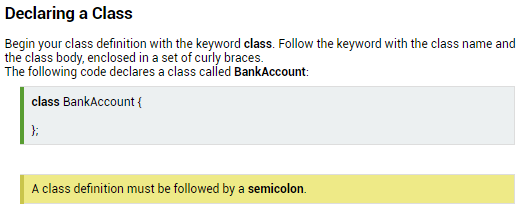 Declaring a Class
Begin your class definition with the keyword class. Follow the keyword with the class name and
the class body, enclosed in a set of curly braces.
The following code declares a class called BankAccount:
class BankAccount {
};
A class definition must be followed by a semicolon.